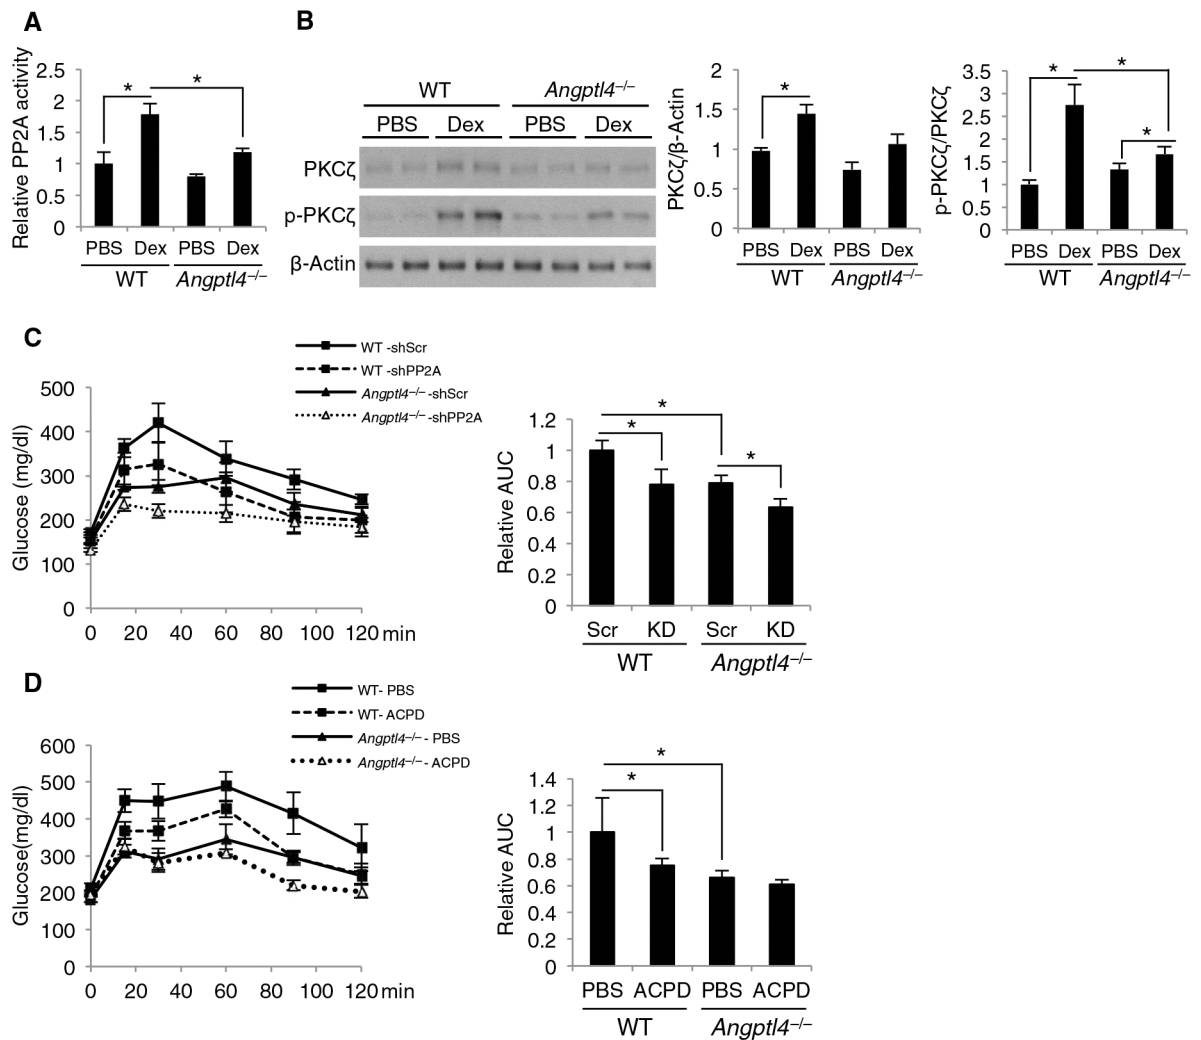 A
Relative PP2A activity
2.5
2
1.5
1
0.5
0
*
*
PBS Dex PBS Dex
WT Angptl4–/–
B
WT Angptl4–/–
PBS Dex PBS Dex
PKCζ
p-PKCζ
β-Actin
PKCζ/β-Actin
2
1.5
1
0.5
0
*
PBS Dex PBS Dex
WT Angptl4–/–
p-PKCζ/PKCζ
3.5
3
2.5
2
1.5
1
0.5
0
*
*
*
PBS Dex PBS Dex
WT Angptl4–/–
C
WT -shScr
WT -shPP2A
Angptl4–/– -shScr
Angptl4–/– -shPP2A
Glucose (mg/dl)
500
400
300
200
100
0
0 20 40 60 80 100 120 min
Relative AUC
1.2
1
0.8
0.6
0.4
0.2
0
*
*
*
Scr KD Scr KD
WT Angptl4–/–
D
WT- PBS
WT- ACPD
Angptl4–/– - PBS
Angptl4–/– - ACPD
Glucose(mg/dl)
600
500
400
300
200
100
0
0 20 40 60 80 100 120 min
Relative AUC
1.4
1.2
1
0.8
0.6
0.4
0.2
0
*
*
PBS ACPD PBS ACPD
WT Angptl4–/–